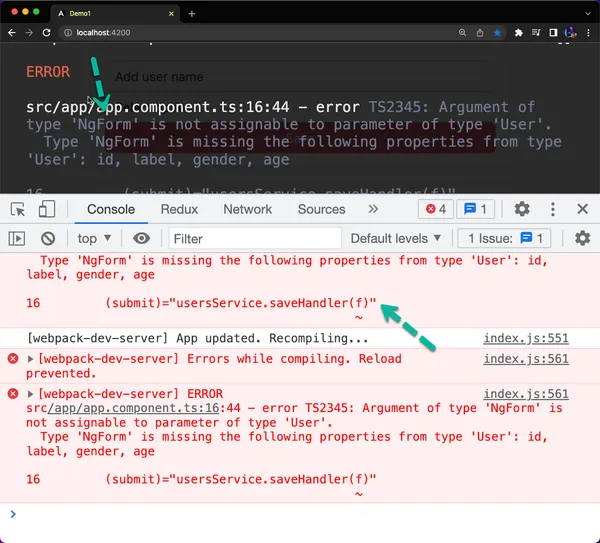 Demo1
localhost:4200
ERROR
Add user name
src/app/app.component.ts:16:44 – error TS2345: Argument of
type 'NgForm' is not assignable to parameter of type 'User'.
Type 'NgForm' is missing the following properties from type
'User': id, label, gender, age
16 (submit)="usersService.saveHandler(f)"
Console Redux Network Sources » 4 1
top Filter Default levels 1 Issue: 1
Type 'NgForm' is missing the following properties from type 'User': id,
label, gender, age
16 (submit)="usersService.saveHandler(f)"
~
[webpack-dev-server] App updated. Recompiling... index.js:551
[webpack-dev-server] Errors while compiling. Reload index.js:561
prevented.
[webpack-dev-server] ERROR index.js:561
src/app/app.component.ts:16:44 – error TS2345: Argument of type 'NgForm' is
not assignable to parameter of type 'User'.
Type 'NgForm' is missing the following properties from type 'User': id,
label, gender, age
16 (submit)="usersService.saveHandler(f)"
~